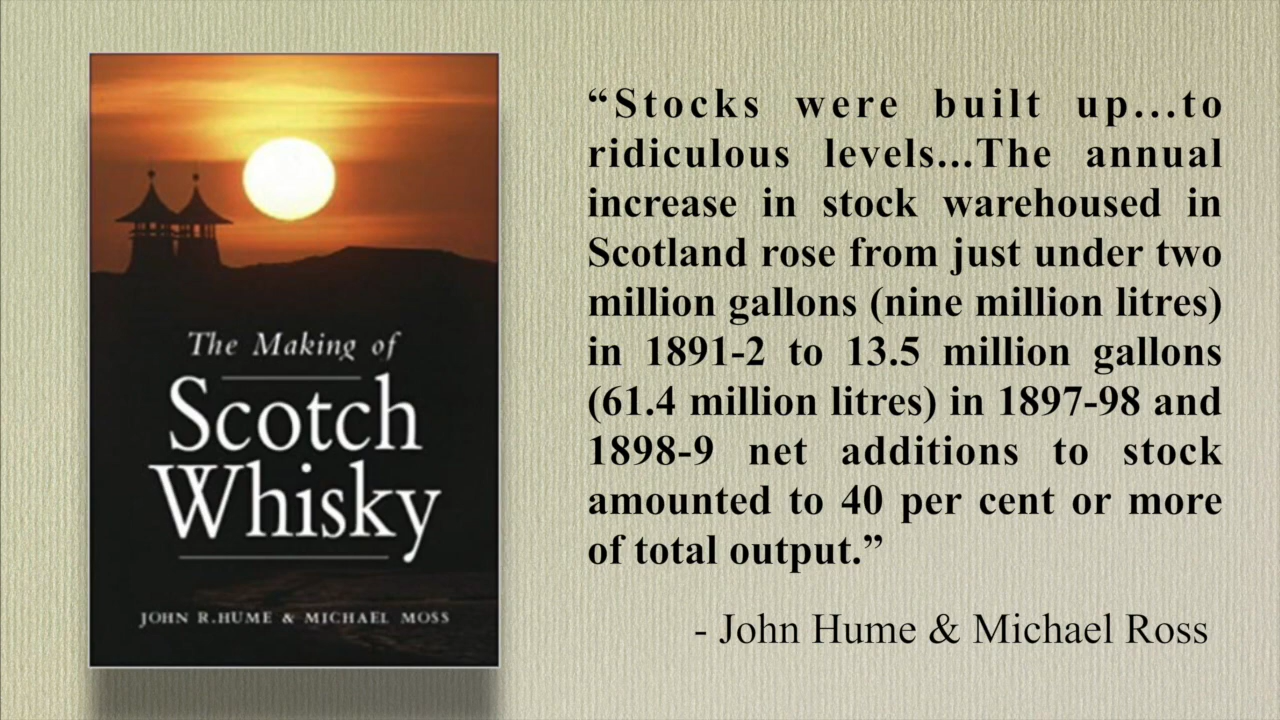 The Making of
Scotch
Whisky
JOHN R.HUME & MICHAEL MOSS
“Stocks were built up...to
ridiculous levels...The annual
increase in stock warehoused in
Scotland rose from just under two
million gallons (nine million litres)
in 1891-2 to 13.5 million gallons
(61.4 million litres) in 1897-98 and
1898-9 net additions to stock
amounted to 40 per cent or more
of total output.”
- John Hume & Michael Ross